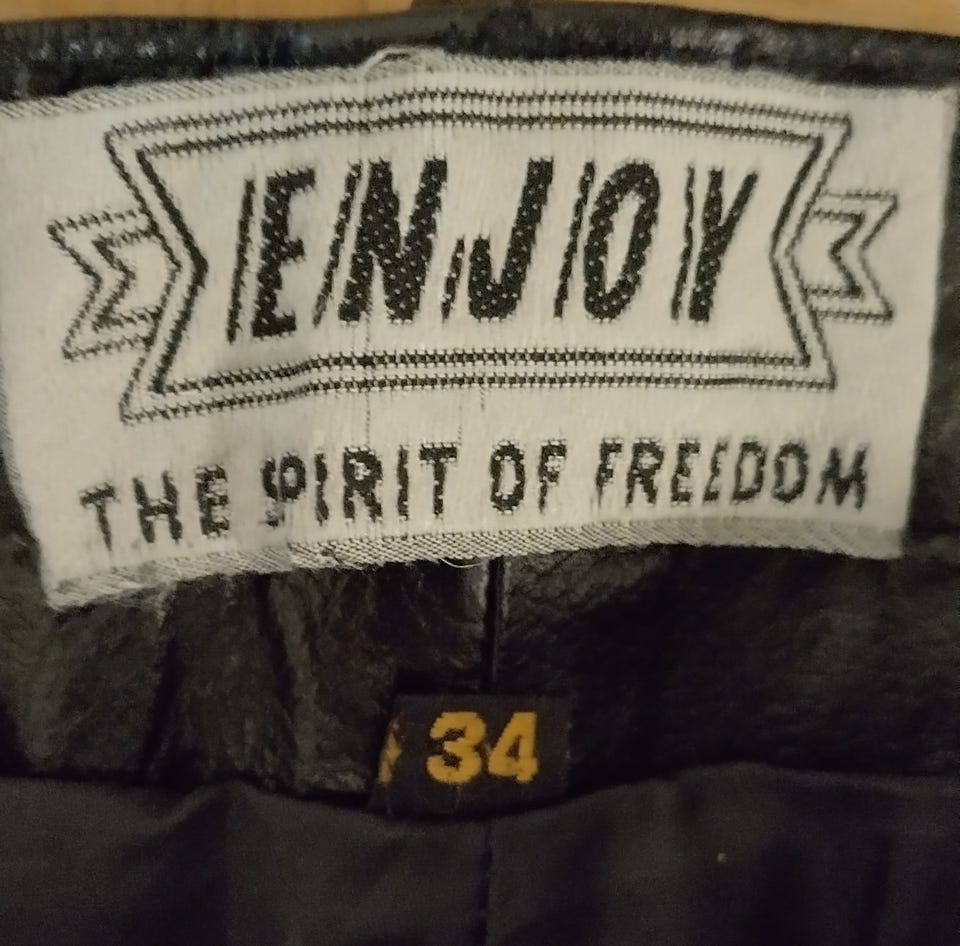 ENJOY
THE SPIRIT OF FREEDOM
34